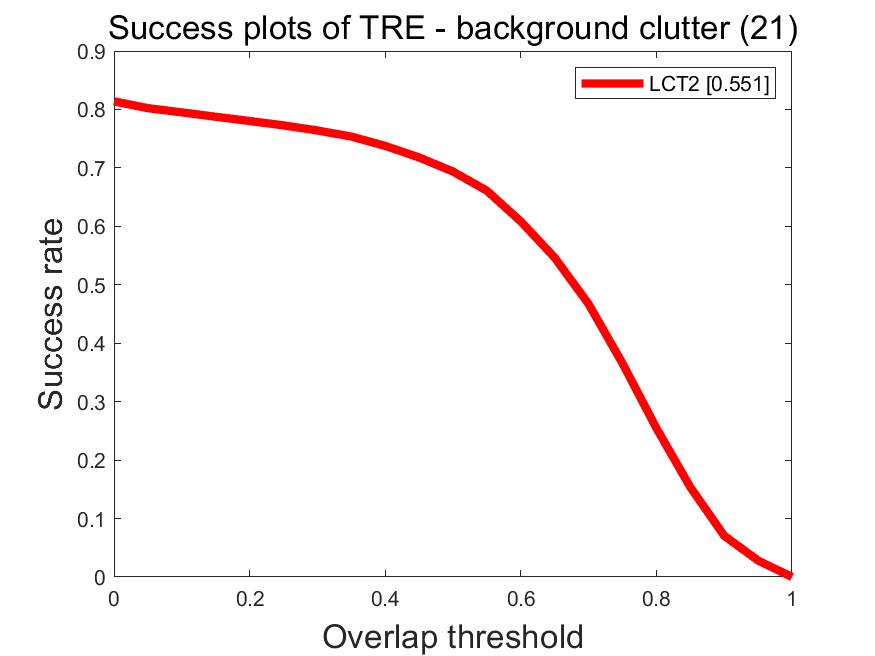 Success plots of TRE - background clutter (21)
LCT2 [0.551]
Success rate
0.9
0.8
0.7
0.6
0.5
0.4
0.3
0.2
0.1
0
0 0.2 0.4 0.6 0.8 1
Overlap threshold